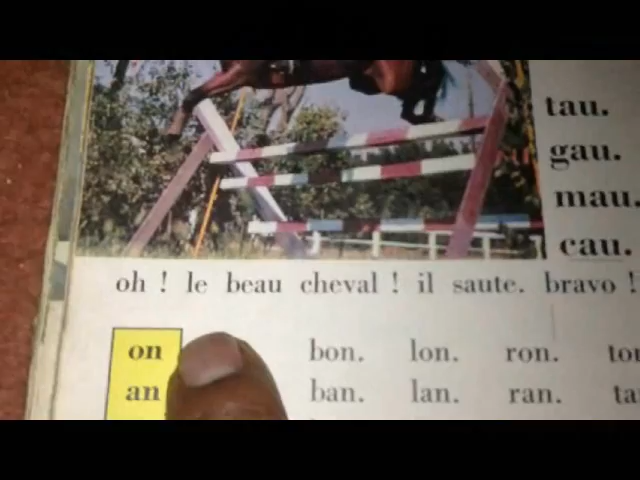 tau.
gau.
mau.
cau.
oh ! le beau cheval ! il saute. bravo !
on bon. lon. ron.
an ban. lan. ran.